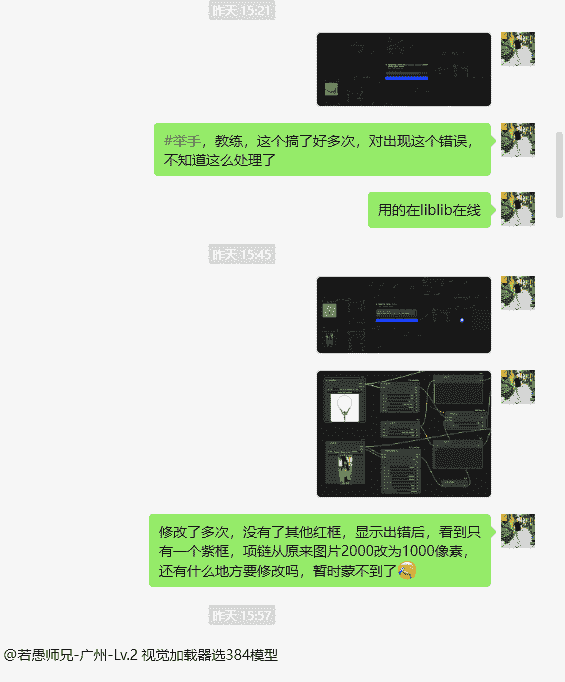 昨天 15:21
#举手，教练，这个搞了好多次，对出现这个错误，
不知道这么处理了
用的在liblib在线
昨天 15:45
修改了多次，没有了其他红框，显示出错后，看到只
有一个紫框，项链从原来图片2000改为1000像素，
还有什么地方要修改吗，暂时蒙不到了
昨天 15:57
@若愚师兄-广州-Lv.2 视觉加载器选384模型